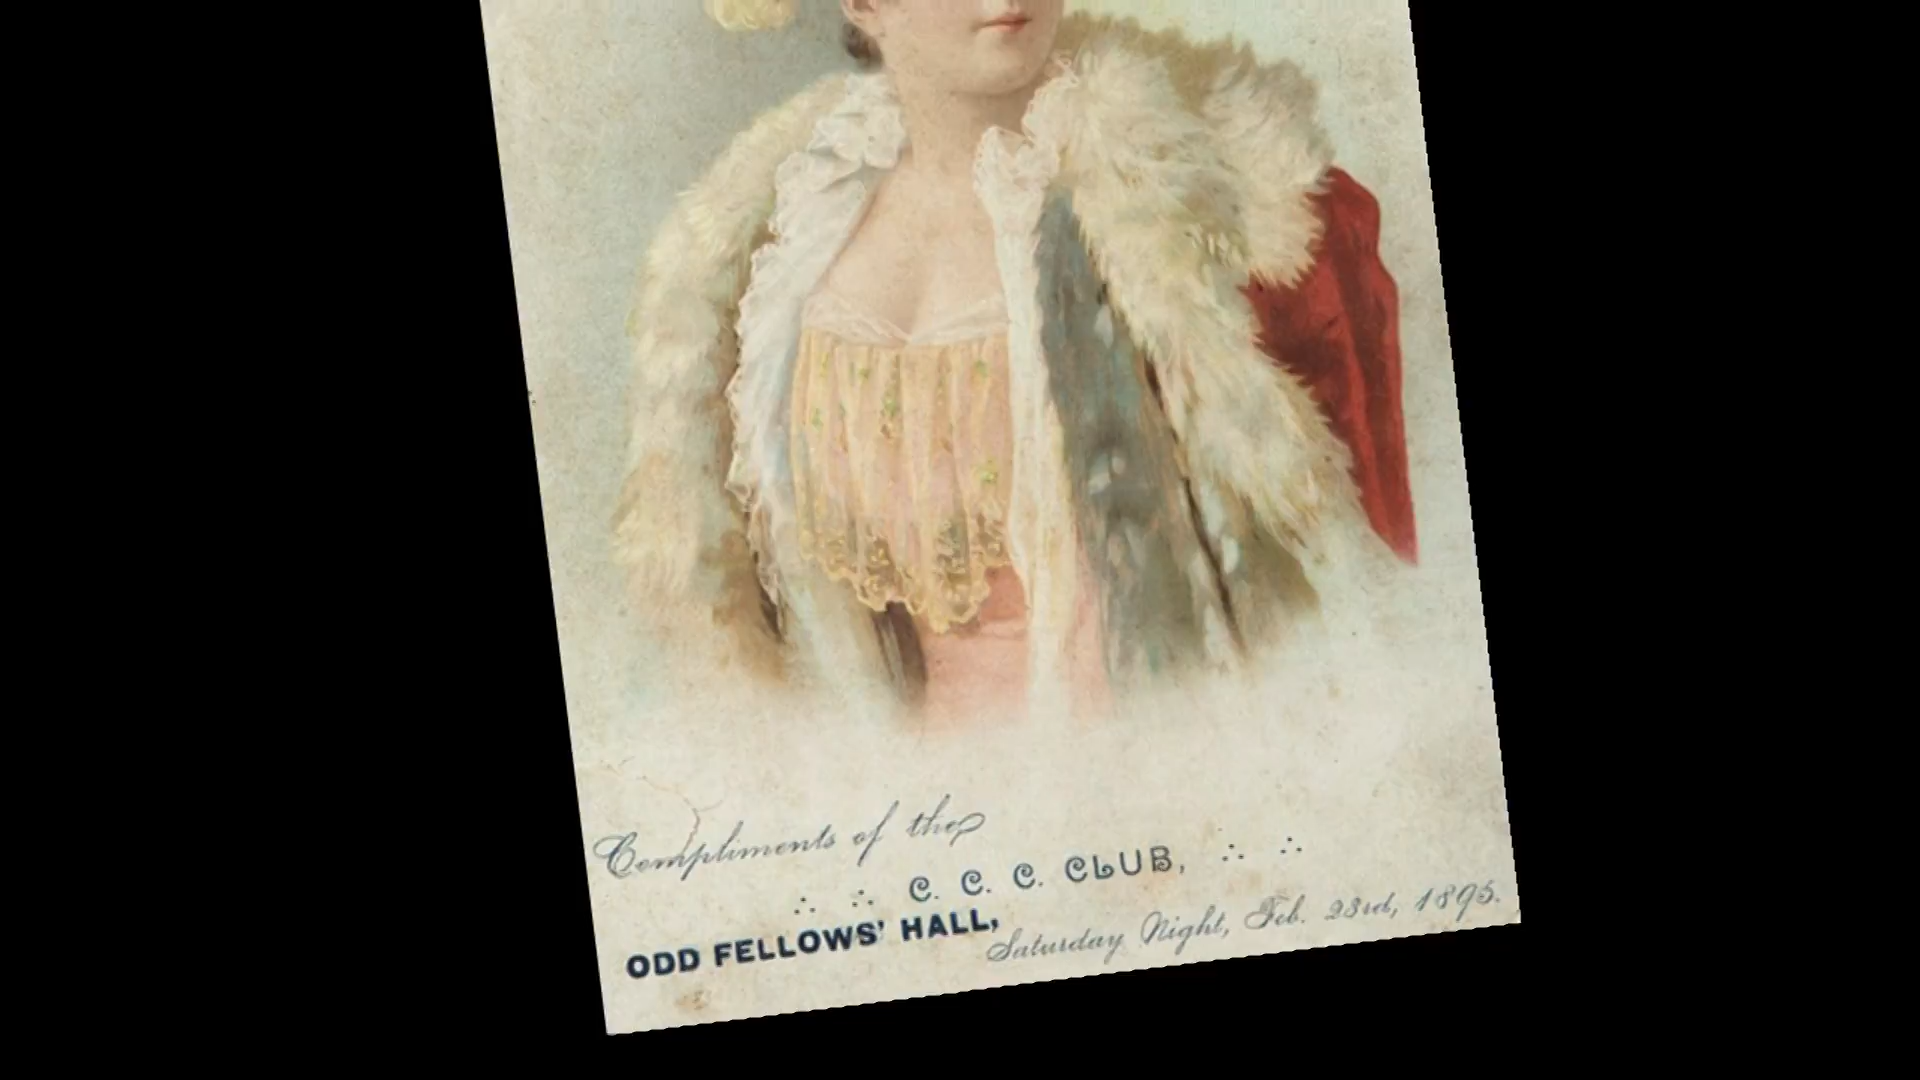 Compliments of the
∴ ∴ C. C. C. CLUB, ∴ ∴
ODD FELLOWS' HALL,
Saturday Night, Feb. 23rd, 1895.